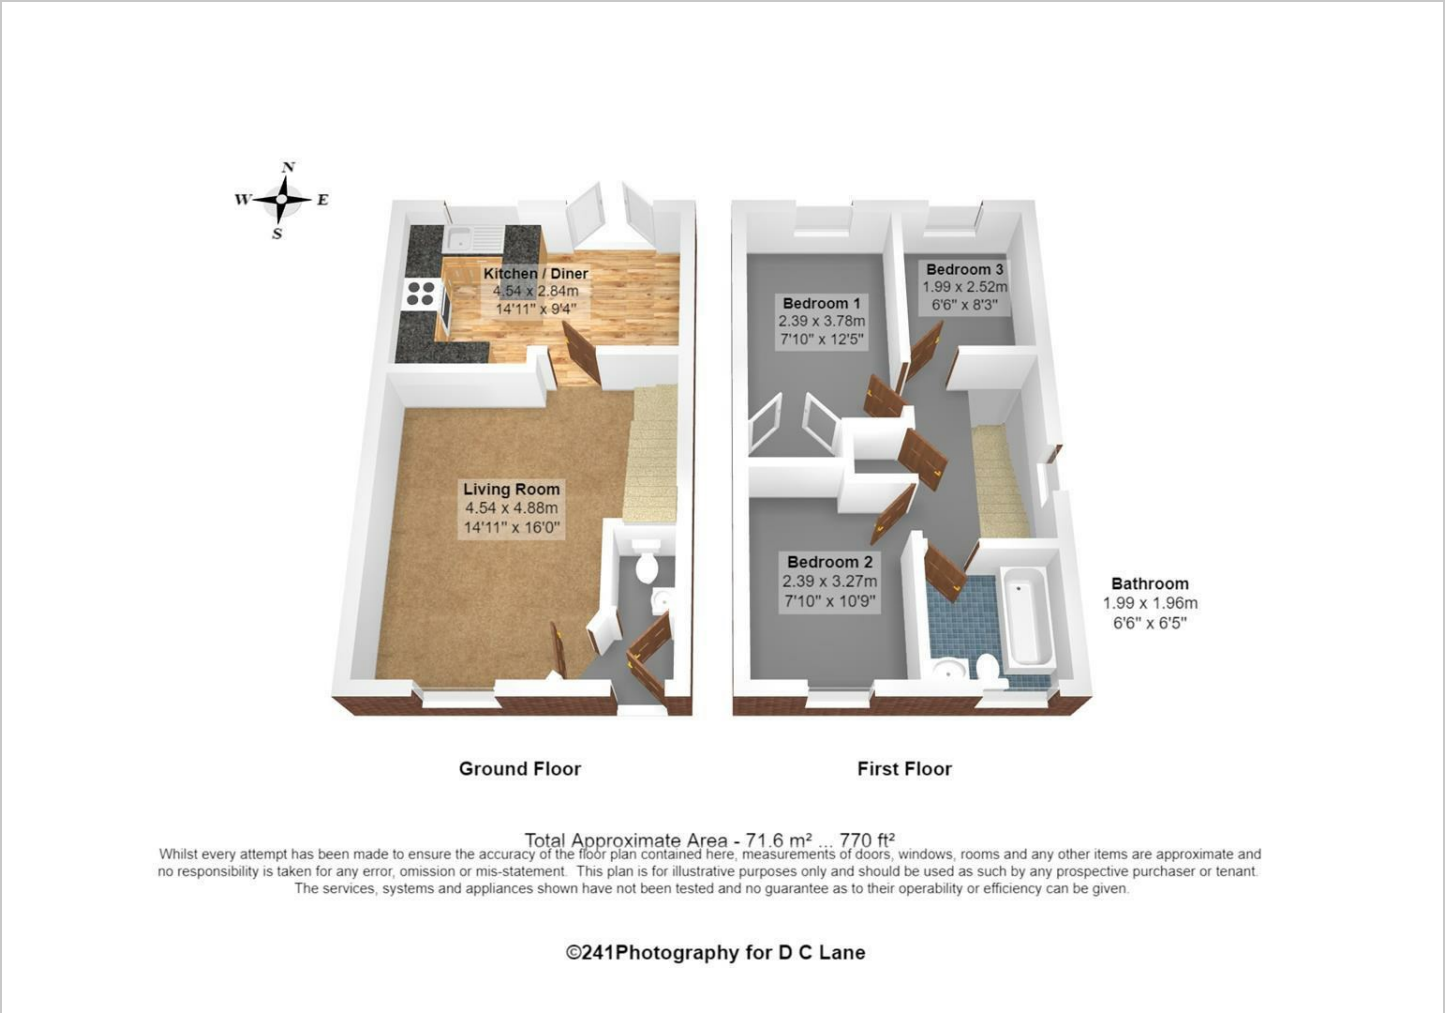 N
W E
S
Kitchen / Diner
4.54 x 2.84m
14'11" x 9'4"
Living Room
4.54 x 4.88m
14'11" x 16'0"
Bedroom 1
2.39 x 3.78m
7'10" x 12'5"
Bedroom 3
1.99 x 2.52m
6'6" x 8'3"
Bedroom 2
2.39 x 3.27m
7'10" x 10'9"
Bathroom
1.99 x 1.96m
6'6" x 6'5"
Ground Floor
First Floor
Total Approximate Area - 71.6 m² ... 770 ft²
Whilst every attempt has been made to ensure the accuracy of the floor plan contained here, measurements of doors, windows, rooms and any other items are approximate and
no responsibility is taken for any error, omission or mis-statement. This plan is for illustrative purposes only and should be used as such by any prospective purchaser or tenant.
The services, systems and appliances shown have not been tested and no guarantee as to their operability or efficiency can be given.
©241Photography for D C Lane